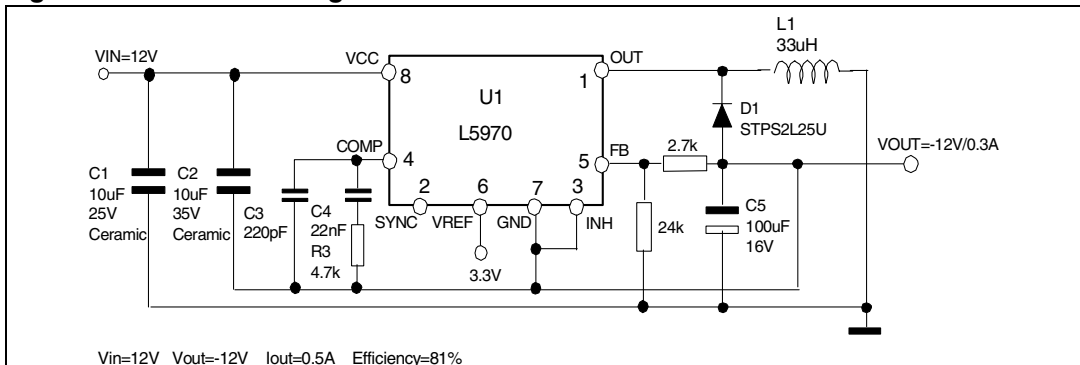 VIN=12V
VCC
8
U1
L5970
OUT
1
L1
33uH
D1
STPS2L25U
COMP
4
2
6
7
3
5
FB
2.7k
VOUT=-12V/0.3A
C1
10uF
25V
Ceramic
C2
10uF
35V
Ceramic
C3
220pF
C4
22nF
R3
4.7k
SYNC
VREF
GND
INH
3.3V
24k
C5
100uF
16V
Vin=12V Vout=-12V Iout=0.5A Efficiency=81%